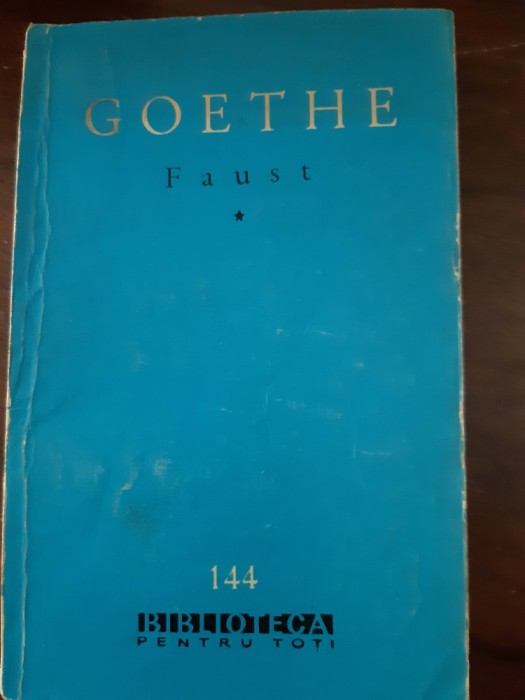 GOETHE
Faust
*
144
BIBLIOTECA
PENTRU TOȚI